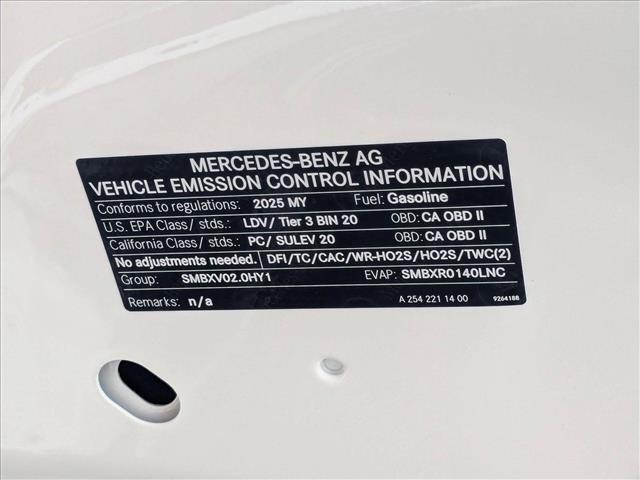 MERCEDES-BENZ AG
VEHICLE EMISSION CONTROL INFORMATION
Conforms to regulations: 2025 MY Fuel: Gasoline
U.S. EPA Class/ stds.: LDV/ Tier 3 BIN 20 OBD: CA OBD II
California Class/ stds.: PC/ SULEV 20 OBD: CA OBD II
No adjustments needed. DFI/TC/CAC/WR-HO2S/HO2S/TWC(2)
Group: SMBXV02.0HY1 EVAP: SMBXR0140LNC
Remarks: n/a A 254 221 14 00 9264188